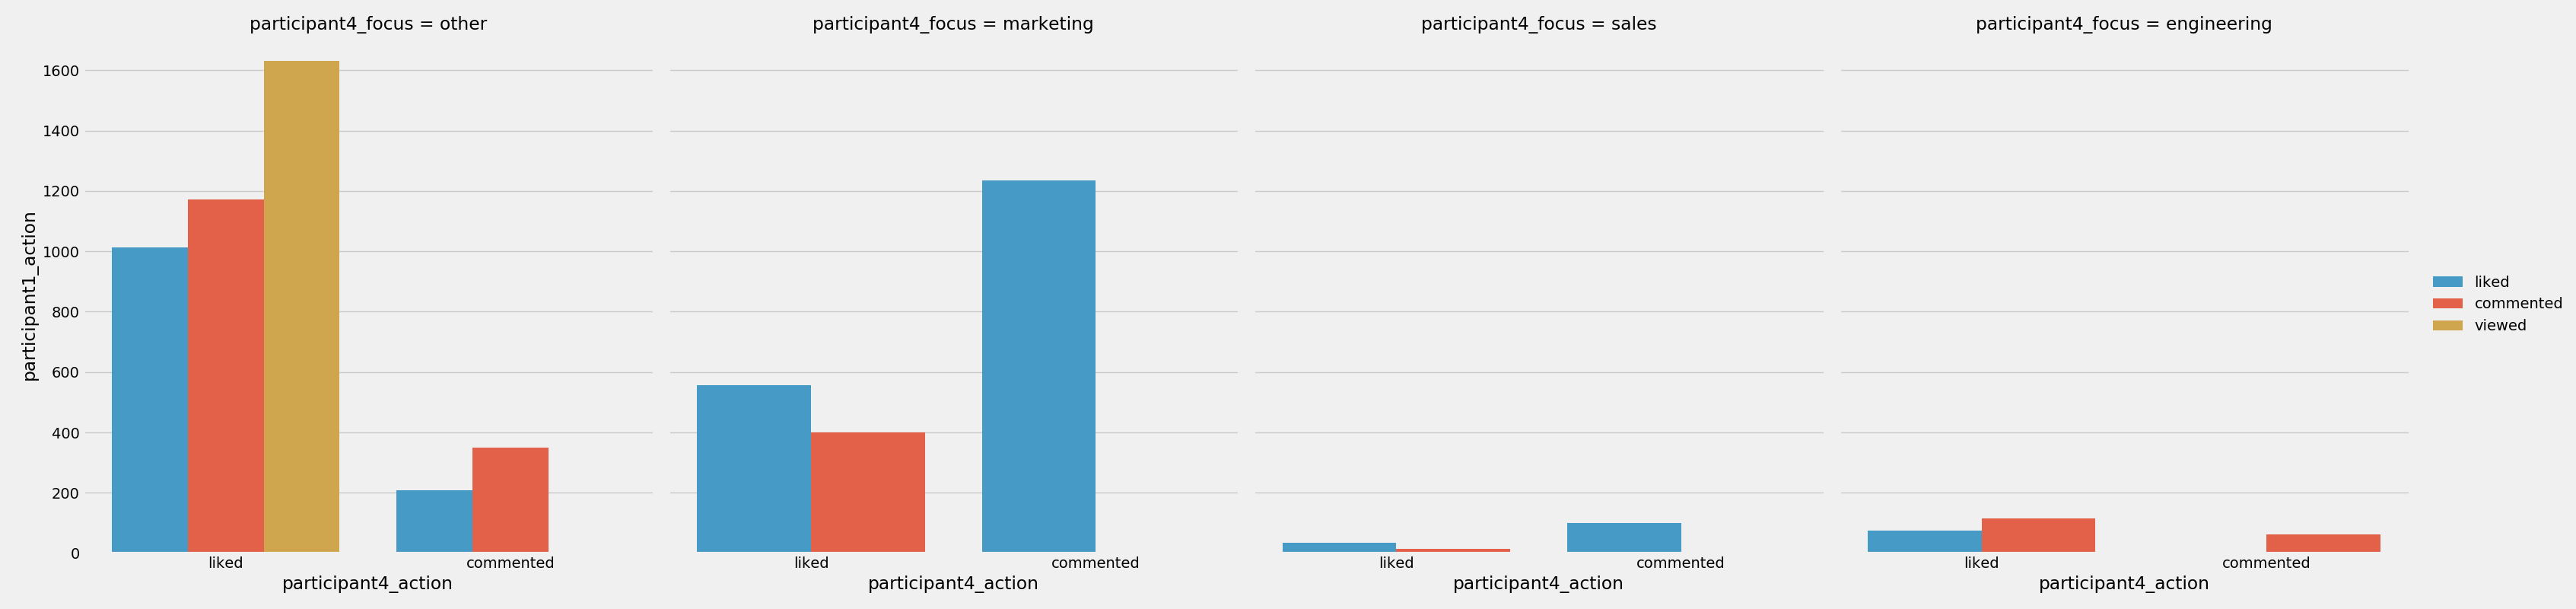 participant4_focus = other
participant4_focus = marketing
participant4_focus = sales
participant4_focus = engineering
participant1_action
1600
1400
1200
1000
800
600
400
200
0
liked
commented
participant4_action
liked
commented
participant4_action
liked
commented
participant4_action
liked
commented
participant4_action
liked
commented
viewed